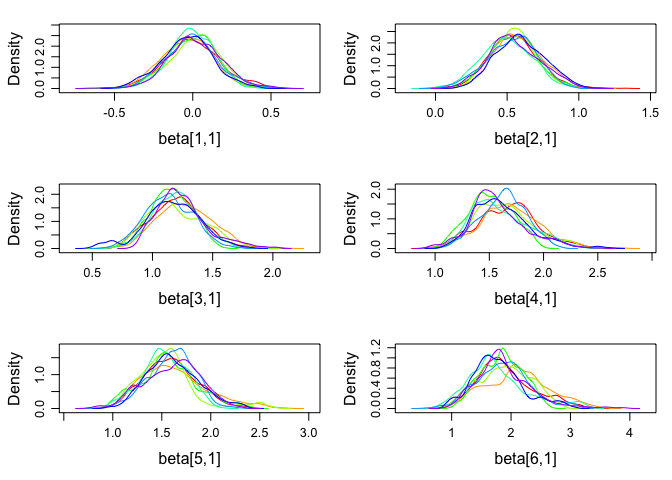 Density
0.0 1.0 2.0
-0.5 0.0 0.5
beta[1,1]
Density
0.0 1.0 2.0
0.0 0.5 1.0 1.5
beta[2,1]
Density
0.0 1.0 2.0
0.5 1.0 1.5 2.0
beta[3,1]
Density
0.0 1.0 2.0
1.0 1.5 2.0 2.5
beta[4,1]
Density
0.0 1.0
1.0 1.5 2.0 2.5 3.0
beta[5,1]
Density
0.0 0.4 0.8 1.2
1 2 3 4
beta[6,1]